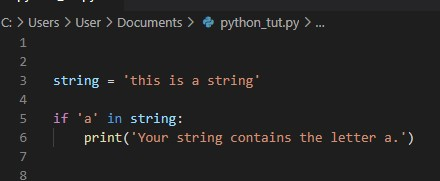 C: > Users > User > Documents > python_tut.py > ...
1
2
3 string = 'this is a string'
4
5 if 'a' in string:
6     print('Your string contains the letter a.')
7
8